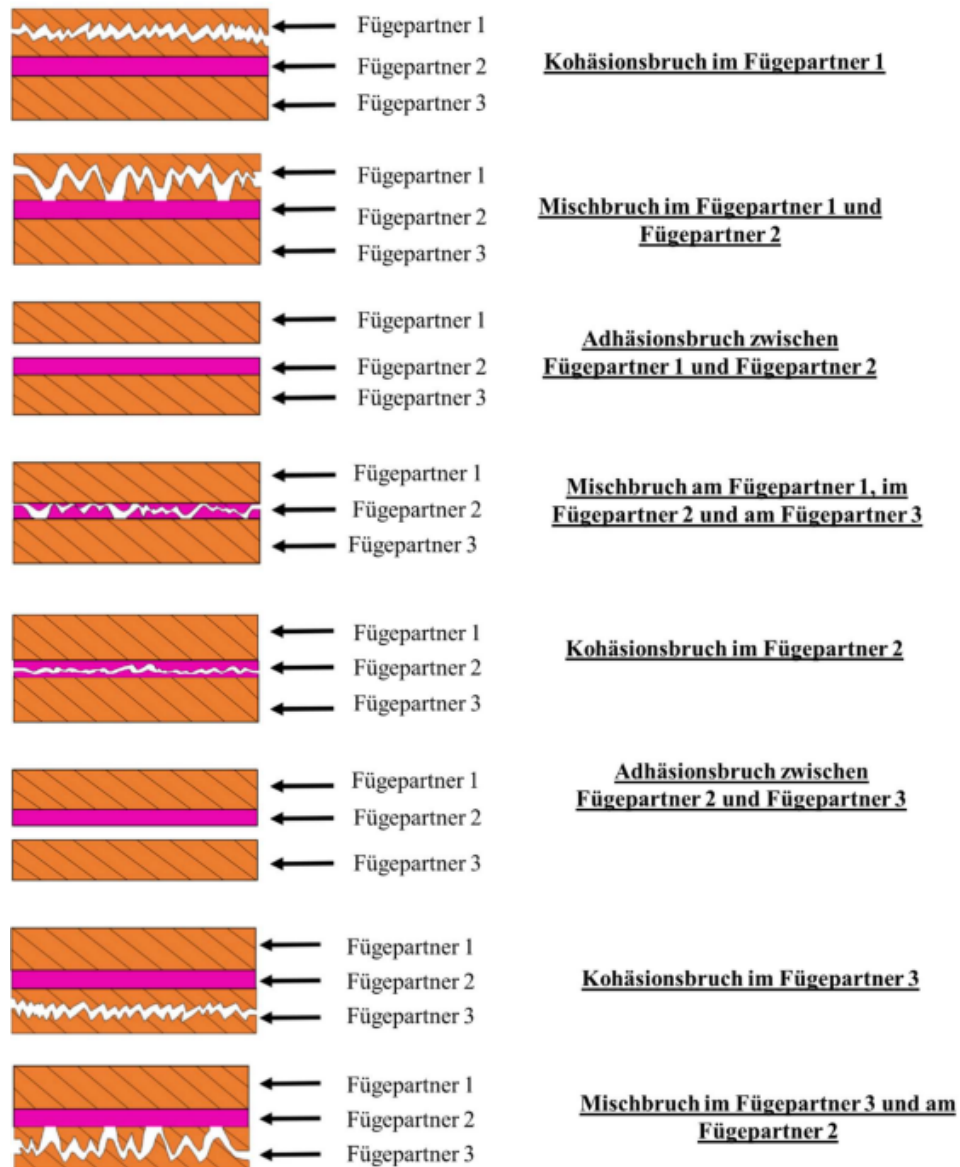 Fügepartner 1
Fügepartner 2
Fügepartner 3
Kohäsionsbruch im Fügepartner 1
Fügepartner 1
Fügepartner 2
Fügepartner 3
Mischbruch im Fügepartner 1 und
Fügepartner 2
Fügepartner 1
Fügepartner 2
Fügepartner 3
Adhäsionsbruch zwischen
Fügepartner 1 und Fügepartner 2
Fügepartner 1
Fügepartner 2
Fügepartner 3
Mischbruch am Fügepartner 1, im
Fügepartner 2 und am Fügepartner 3
Fügepartner 1
Fügepartner 2
Fügepartner 3
Kohäsionsbruch im Fügepartner 2
Fügepartner 1
Fügepartner 2
Fügepartner 3
Adhäsionsbruch zwischen
Fügepartner 2 und Fügepartner 3
Fügepartner 1
Fügepartner 2
Fügepartner 3
Kohäsionsbruch im Fügepartner 3
Fügepartner 1
Fügepartner 2
Fügepartner 3
Mischbruch im Fügepartner 3 und am
Fügepartner 2